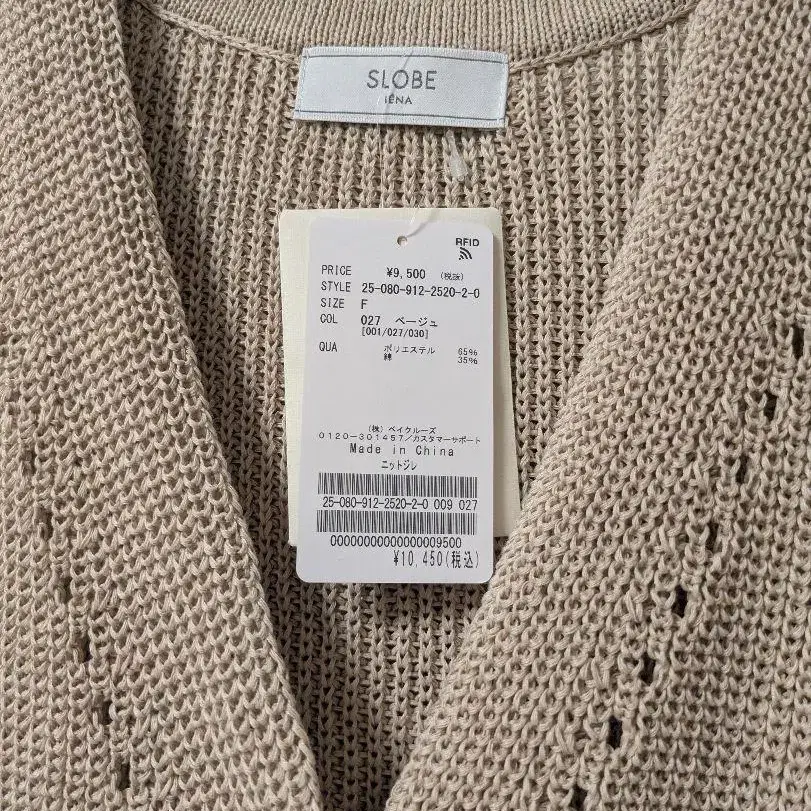 SLOBE
IÉNA
RFID
PRICE ¥9,500 (税抜)
STYLE 25-080-912-2520-2-0
SIZE F
COL 027 ベージュ
[001/027/030]
QUA ポリエステル 65%
綿 35%
(株) ベイクルーズ
0120-301457/カスタマーサポート
Made in China
ニットジレ
25-080-912-2520-2-0 009 027
0000000000000009500
¥10,450(税込)